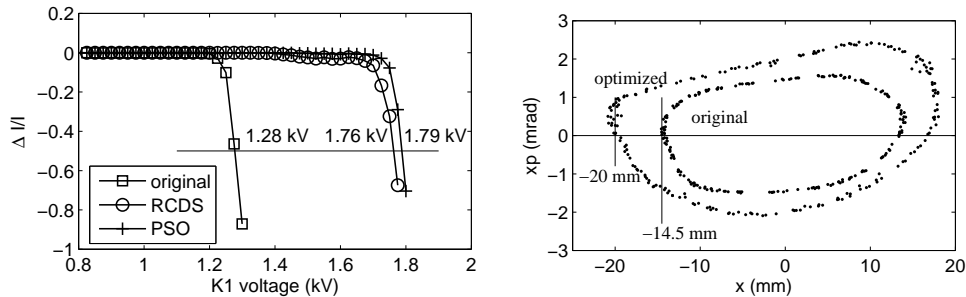 0.2
0
−0.2
−0.4
−0.6
−0.8
−1
Δ I/I
1.28 kV 1.76 kV 1.79 kV
original
RCDS
PSO
0.8 1 1.2 1.4 1.6 1.8 2
K1 voltage (kV)
3
2
1
0
−1
−2
−3
xp (mrad)
optimized
original
−20 mm
−14.5 mm
−20 −10 0 10 20
x (mm)